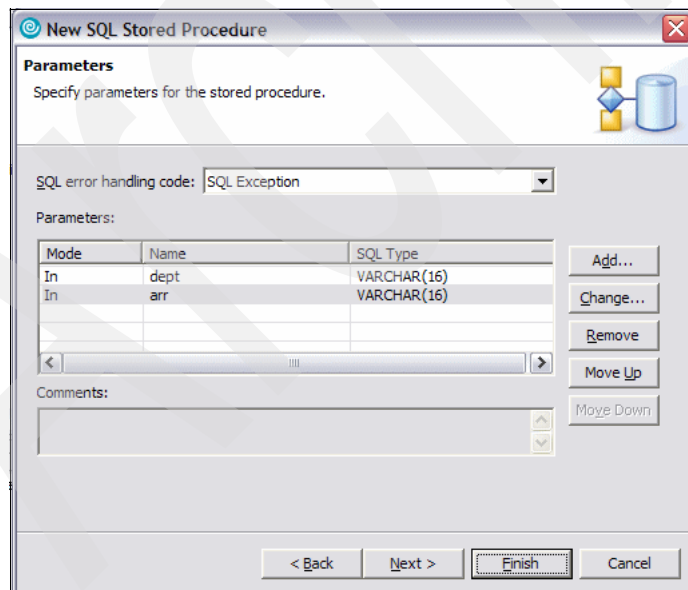 New SQL Stored Procedure
Parameters
Specify parameters for the stored procedure.
SQL error handling code: SQL Exception
Parameters:
Mode Name SQL Type
In dept VARCHAR(16)
In arr VARCHAR(16)
Add...
Change...
Remove
Move Up
Move Down
Comments:
< Back Next > Finish Cancel